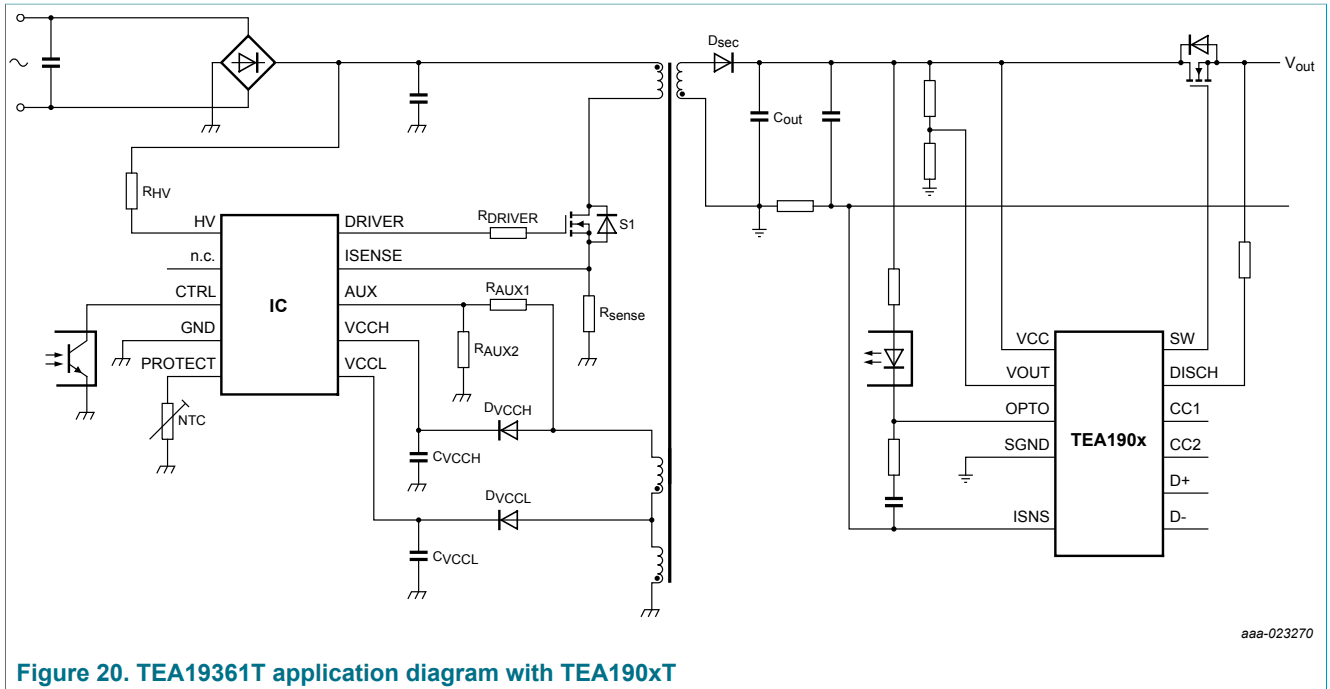 Dsec
Vout
Cout
RHV
HV
n.c.
CTRL
GND
PROTECT
NTC
IC
DRIVER
ISENSE
AUX
VCCH
VCCL
RDRIVER
S1
RAUX1
Rsense
RAUX2
DVCCH
CVCCH
DVCCL
CVCCL
VCC
VOUT
OPTO
SGND
ISNS
TEA190x
SW
DISCH
CC1
CC2
D+
D-
aaa-023270
Figure 20. TEA19361T application diagram with TEA190xT